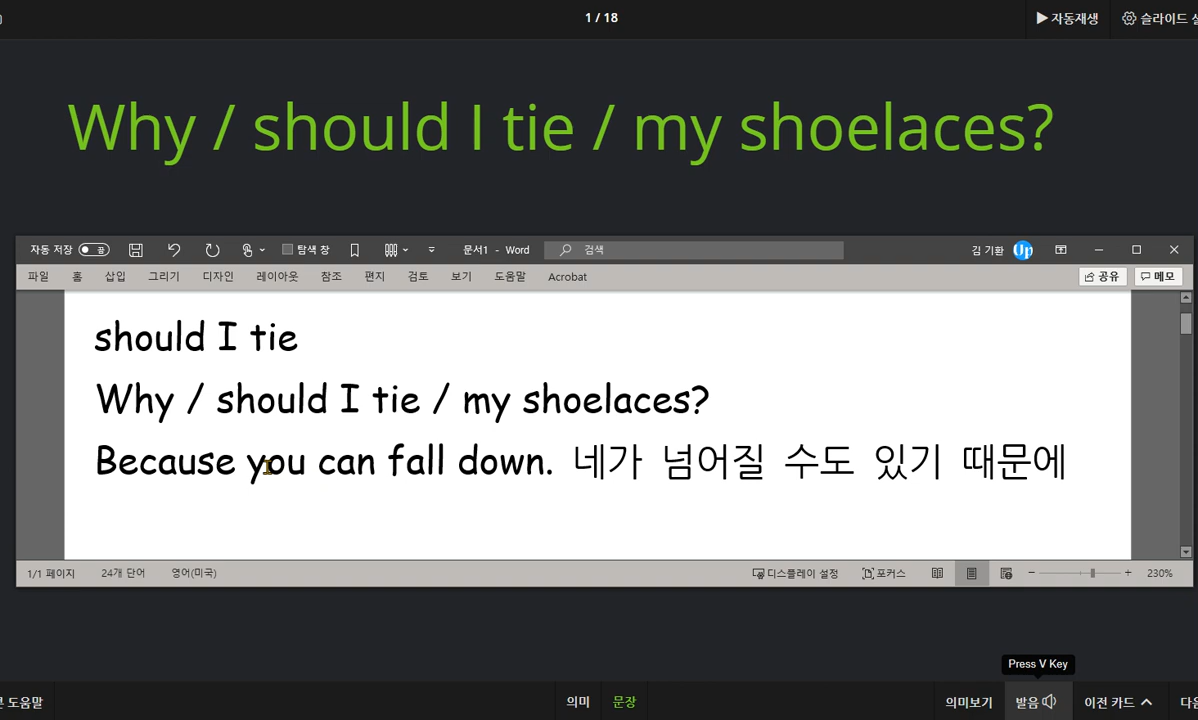 1 / 18
▶ 자동재생
슬라이드
Why / should I tie / my shoelaces?
자동 저장 끔
탐색 창
문서1 - Word
검색
김 기환
Up
파일 홈 삽입 그리기 디자인 레이아웃 참조 편지 검토 보기 도움말 Acrobat
공유 메모
should I tie
Why / should I tie / my shoelaces?
Because you can fall down. 네가 넘어질 수도 있기 때문에
1/1 페이지 24개 단어 영어(미국)
디스플레이 설정 포커스 230%
Press V Key
도움말 의미 문장 의미보기 발음 이전 카드